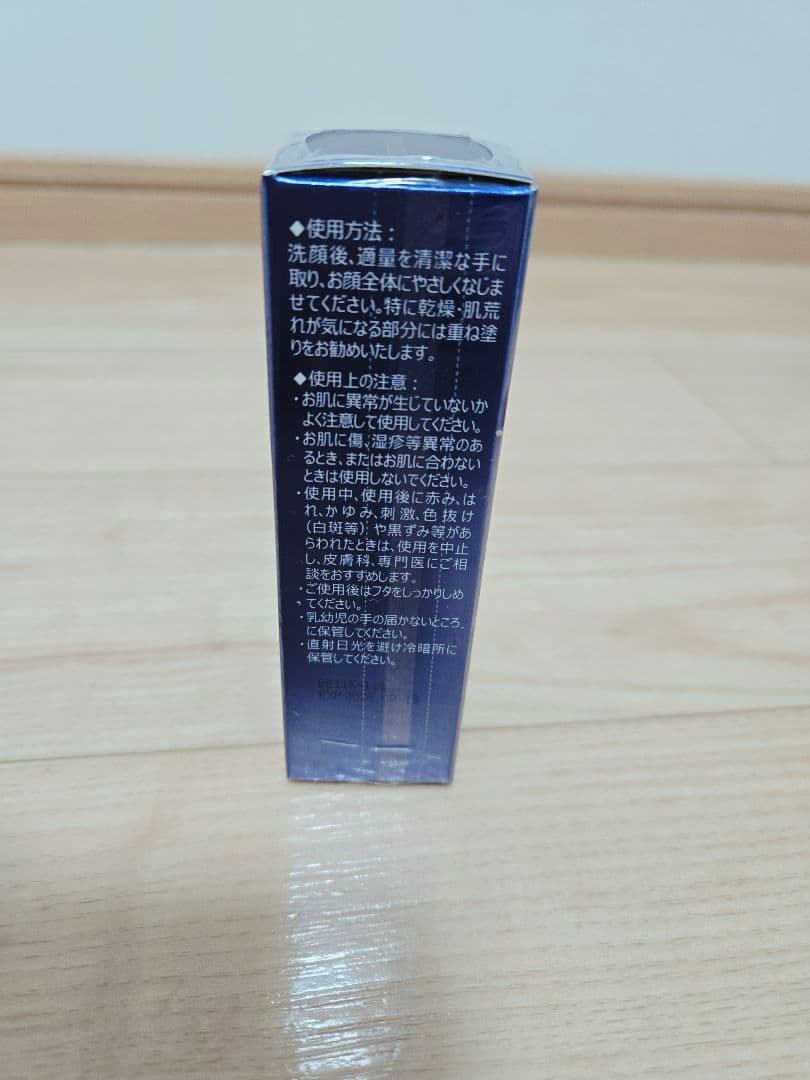 ◆使用方法：
洗顔後、適量を清潔な手に
取り、お顔全体にやさしくなじま
せてください。特に乾燥・肌荒
れが気になる部分には重ね塗
りをお勧めいたします。
◆使用上の注意：
・お肌に異常が生じていないか
よく注意して使用してください。
・お肌に傷、湿疹等異常のあ
るとき、またはお肌に合わない
ときは使用しないでください。
・使用中、使用後に赤み、は
れ、かゆみ、刺激、色抜け
（白斑等）や黒ずみ等があ
らわれたときは、使用を中止
し、皮膚科、専門医にご相
談をおすすめします。
・ご使用後はフタをしっかりしめ
てください。
・乳幼児の手の届かないところ
に保管してください。
・直射日光を避け冷暗所に
保管してください。